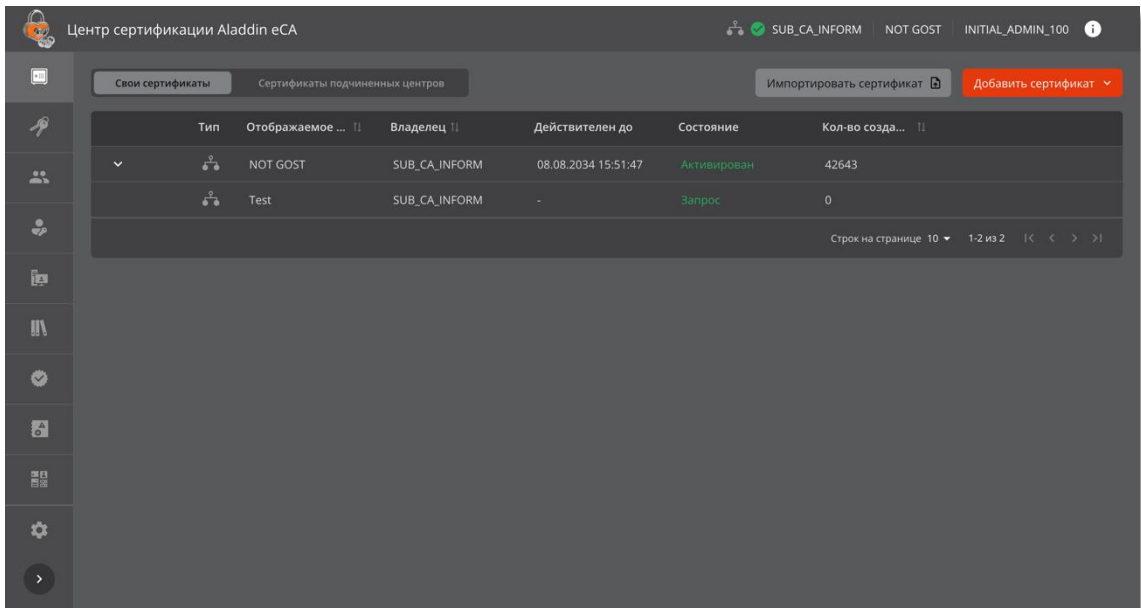 Центр сертификации Aladdin eCA SUB_CA_INFORM NOT GOST INITIAL_ADMIN_100
Свои сертификаты Сертификаты подчиненных центров Импортировать сертификат Добавить сертификат
Тип Отображаемое ... Владелец Действителен до Состояние Кол-во созда...
NOT GOST SUB_CA_INFORM 08.08.2034 15:51:47 Активирован 42643
Test SUB_CA_INFORM - Запрос 0
Строк на странице 10 1-2 из 2